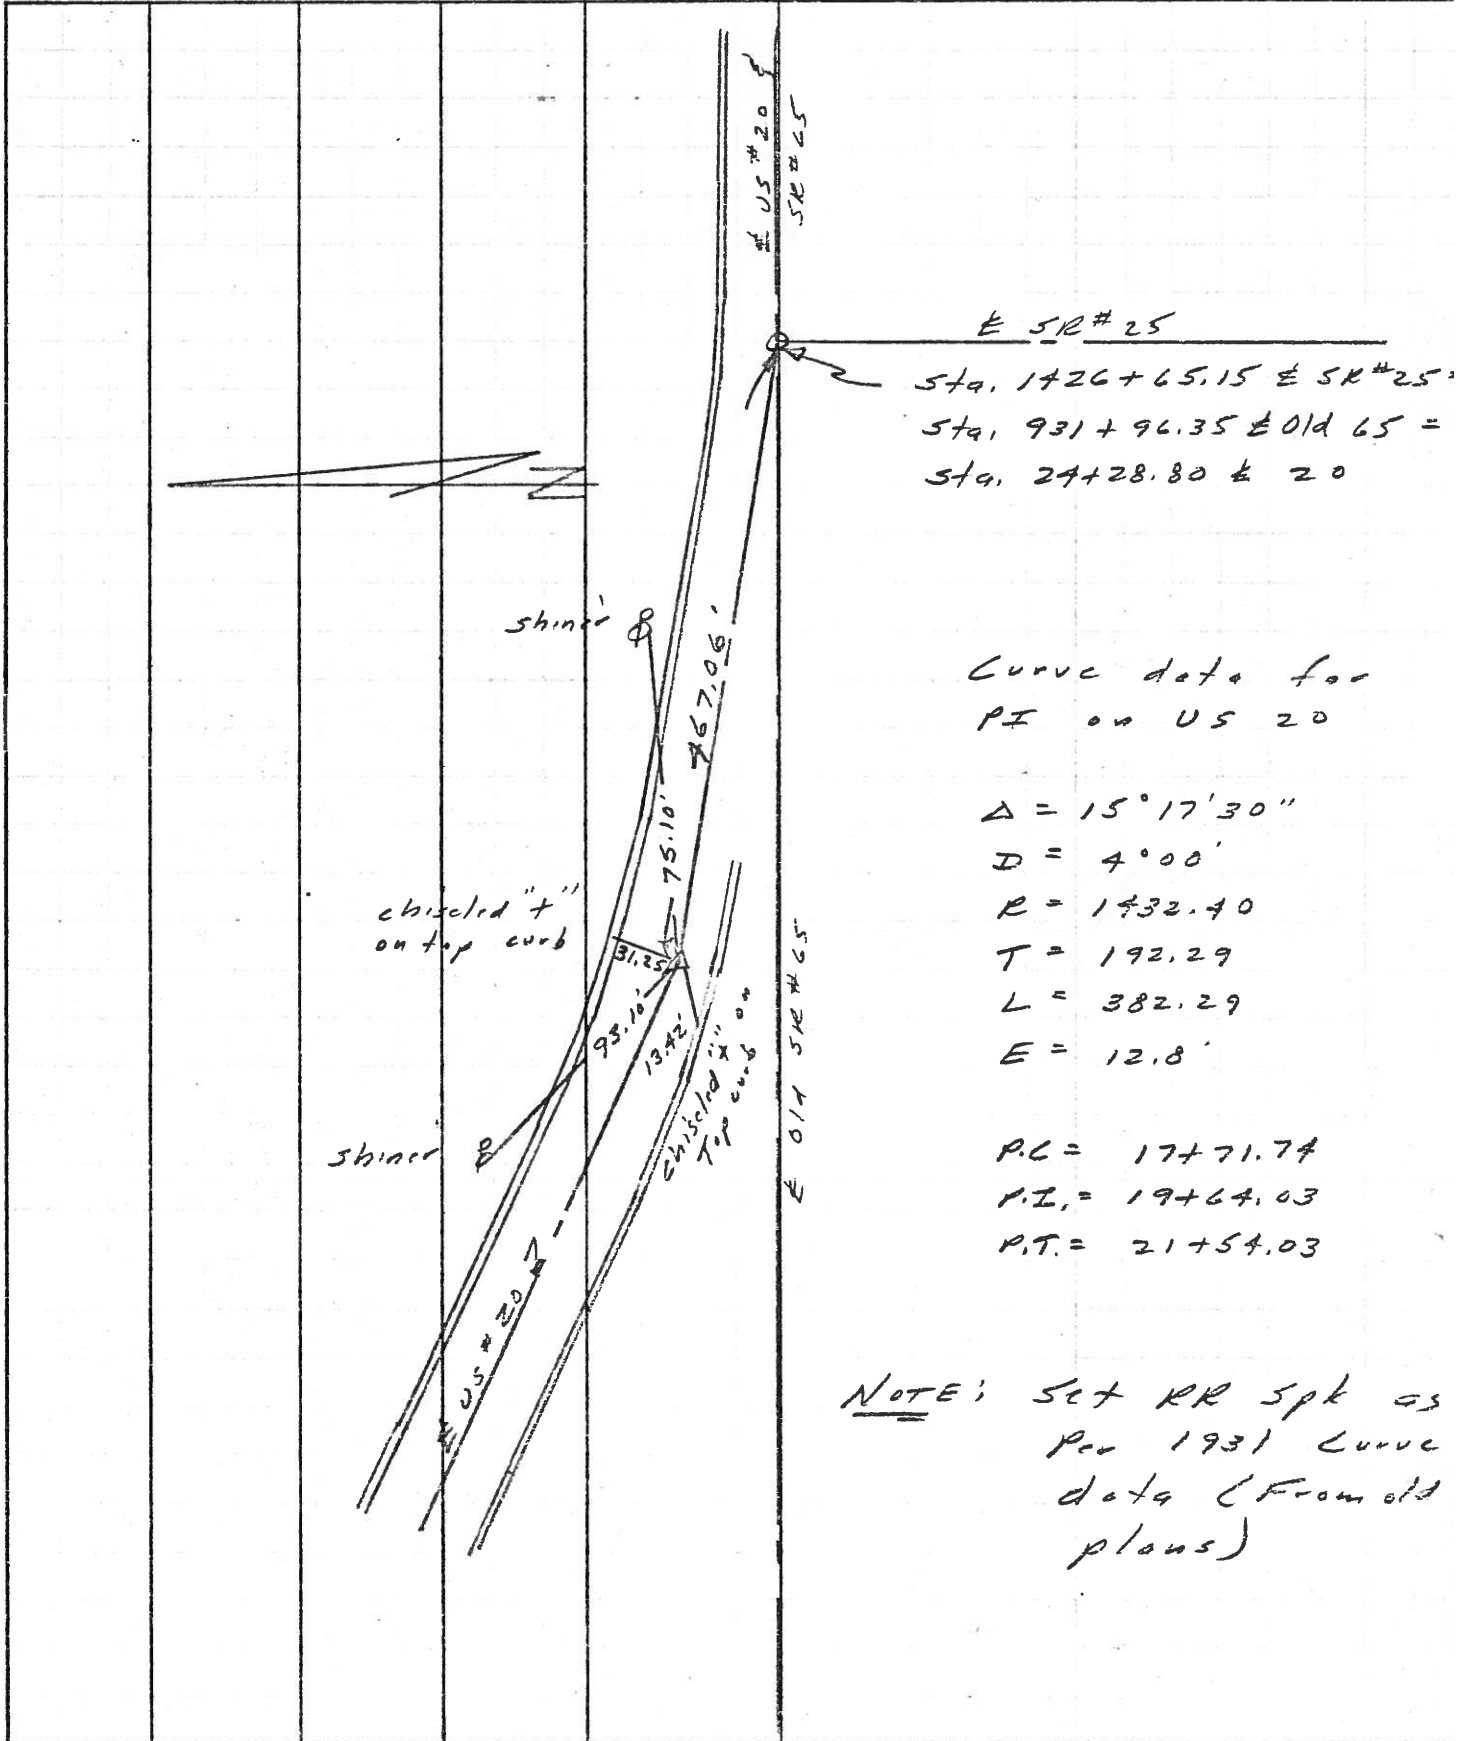 ℄ US #20 &
SR #65
℄ SR #25
Sta. 1426+65.15 ℄ SR #25 =
Sta. 931+96.35 ℄ Old 65 =
Sta. 24+28.80 ℄ 20
N
shiner
467.06'
75.10'
Curve data for
PI on US 20
Δ = 15°17'30"
D = 4°00'
R = 1432.40
T = 192.29
L = 382.29
E = 12.8'
P.C = 17+71.74
P.I. = 19+64.03
P.T. = 21+54.03
chiseled "+"
on top curb
31.25
93.10'
13.42'
chiseled "x" on
Top curb
℄ Old SR #65
shiner
℄ US #20
NOTE: Set RR spk as
Per 1931 Curve
data (From old
plans)